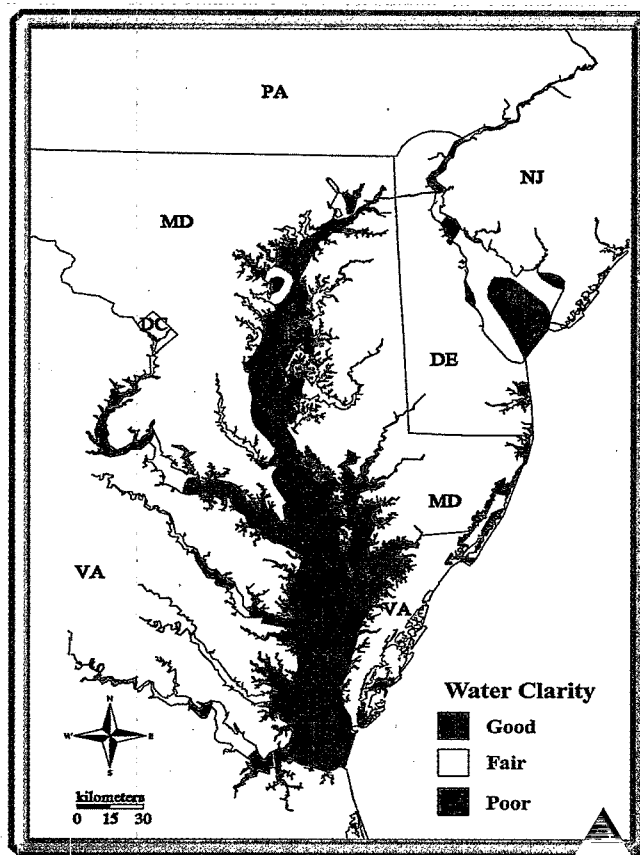 PA
NJ
MD
DC
DE
MD
VA
VA
Water Clarity
Good
Fair
Poor
N
W E
S
kilometers
0 15 30